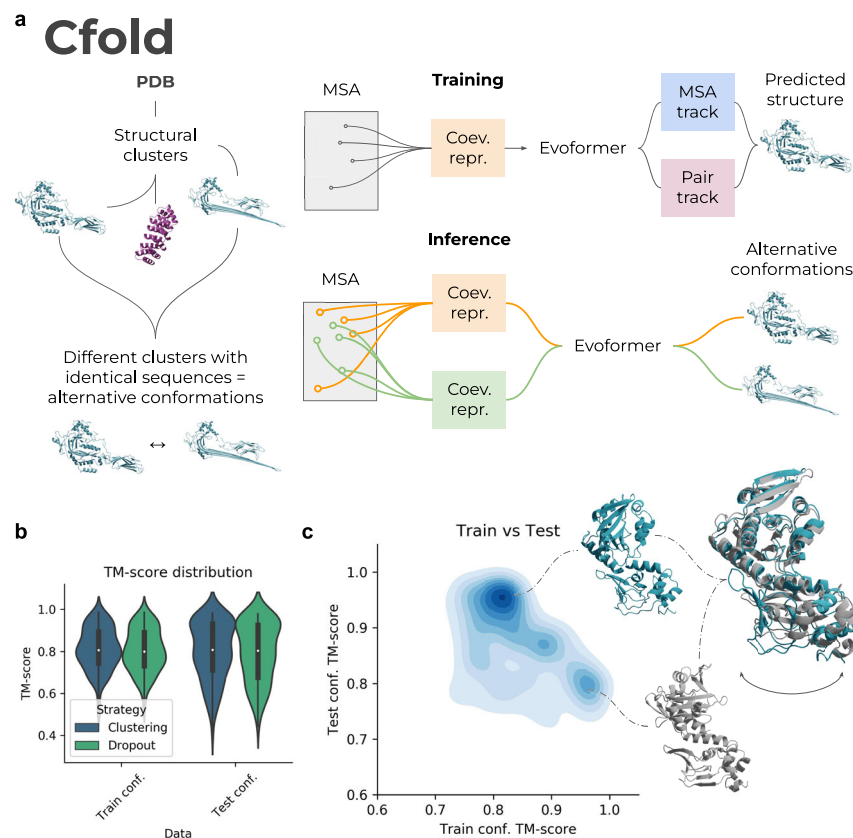 a
Cfold
PDB
Structural
clusters
Different clusters with
identical sequences =
alternative conformations
↔
Training
MSA
Coev.
repr.
Evoformer
MSA
track
Pair
track
Predicted
structure
Inference
MSA
Coev.
repr.
Coev.
repr.
Evoformer
Alternative
conformations
b
TM-score distribution
TM-score
1.0
0.8
0.6
0.4
Strategy
Clustering
Dropout
Train conf.
Test conf.
Data
c
Train vs Test
Test conf. TM-score
1.0
0.9
0.8
0.7
0.6
0.6
0.7
0.8
0.9
1.0
Train conf. TM-score